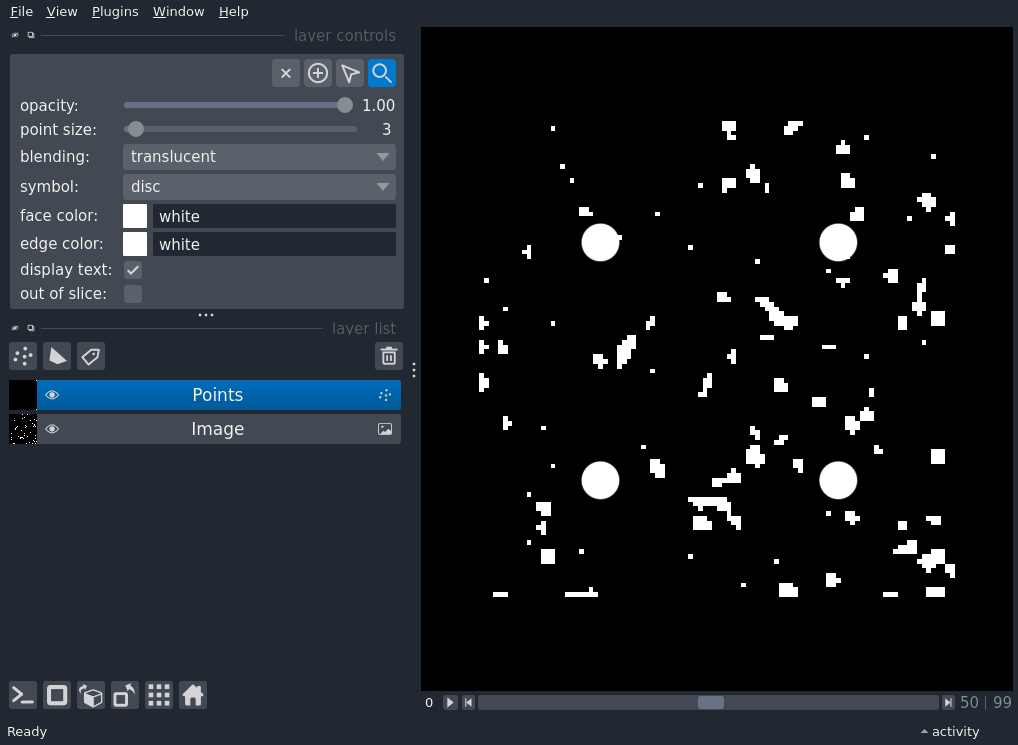 File View Plugins Window Help
layer controls
opacity: 1.00
point size: 3
blending: translucent
symbol: disc
face color: white
edge color: white
display text:
out of slice:
layer list
Points
Image
0 50 | 99
Ready activity